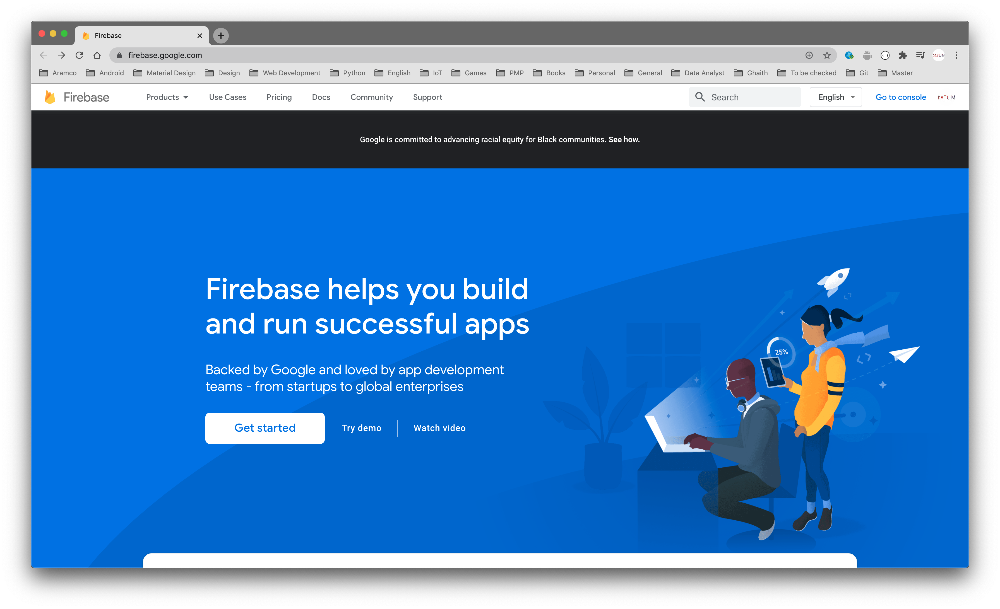 Firebase
firebase.google.com
DATUM
Aramco Android Material Design Design Web Development Python English IoT Games PMP Books Personal General Data Analyst Ghaith To be checked Git Master
Firebase Products Use Cases Pricing Docs Community Support Search English Go to console DATUM
Google is committed to advancing racial equity for Black communities. See how.
Firebase helps you build
and run successful apps
Backed by Google and loved by app development
teams - from startups to global enterprises
Get started Try demo Watch video
25%